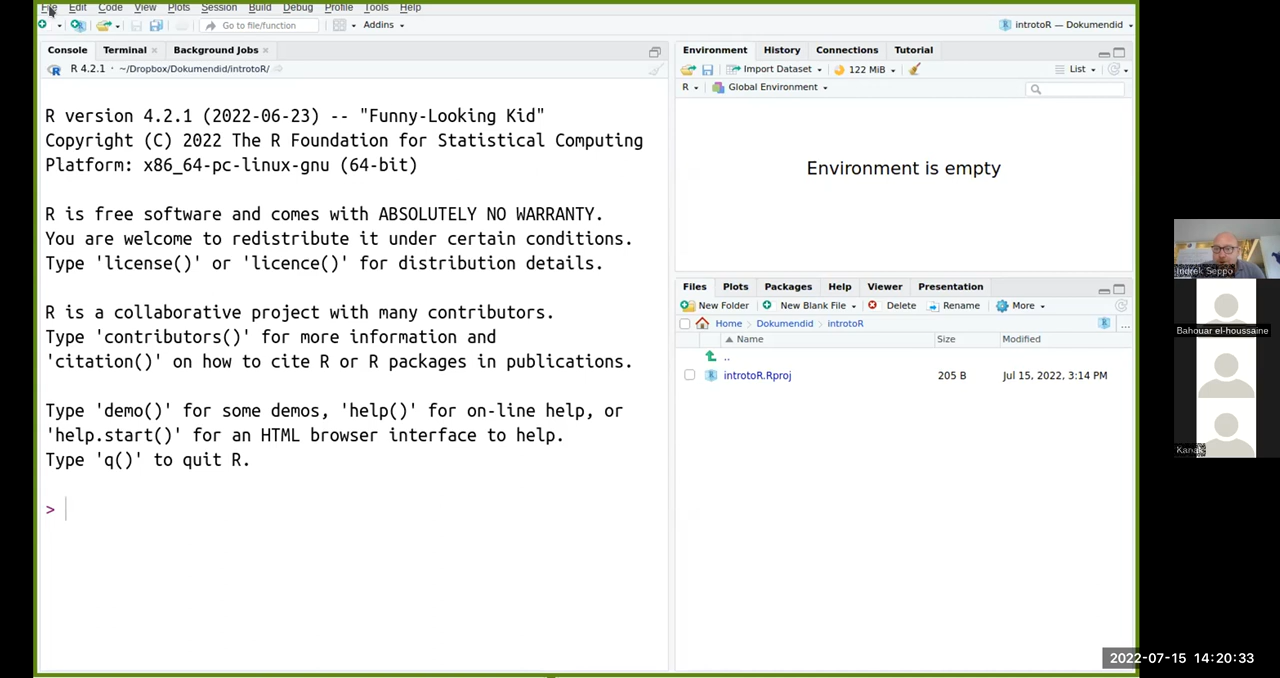 File Edit Code View Plots Session Build Debug Profile Tools Help
Go to file/function Addins introtoR — Dokumendid
Console Terminal Background Jobs
R 4.2.1 · ~/Dropbox/Dokumendid/introtoR/
R version 4.2.1 (2022-06-23) -- "Funny-Looking Kid"
Copyright (C) 2022 The R Foundation for Statistical Computing
Platform: x86_64-pc-linux-gnu (64-bit)
R is free software and comes with ABSOLUTELY NO WARRANTY.
You are welcome to redistribute it under certain conditions.
Type 'license()' or 'licence()' for distribution details.
R is a collaborative project with many contributors.
Type 'contributors()' for more information and
'citation()' on how to cite R or R packages in publications.
Type 'demo()' for some demos, 'help()' for on-line help, or
'help.start()' for an HTML browser interface to help.
Type 'q()' to quit R.
>
Environment History Connections Tutorial
Import Dataset 122 MiB List
R Global Environment
Environment is empty
Files Plots Packages Help Viewer Presentation
New Folder New Blank File Delete Rename More
Home Dokumendid introtoR ...
Name Size Modified
..
introtoR.Rproj 205 B Jul 15, 2022, 3:14 PM
Indrek Seppo
Bahouar el-houssaine
2022-07-15 14:20:33